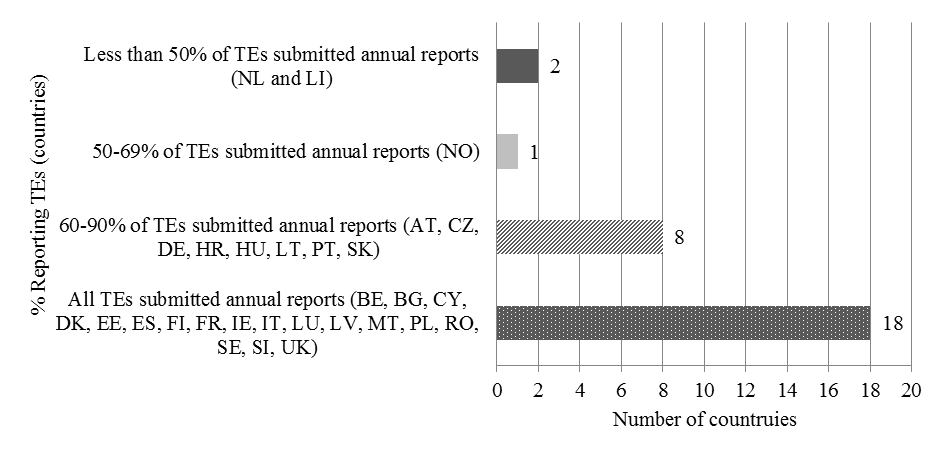 % Reporting TEs (countries)
Less than 50% of TEs submitted annual reports
(NL and LI)
2
50-69% of TEs submitted annual reports (NO)
1
60-90% of TEs submitted annual reports (AT, CZ,
DE, HR, HU, LT, PT, SK)
8
All TEs submitted annual reports (BE, BG, CY,
DK, EE, ES, FI, FR, IE, IT, LU, LV, MT, PL, RO,
SE, SI, UK)
18
0 2 4 6 8 10 12 14 16 18 20
Number of countruies